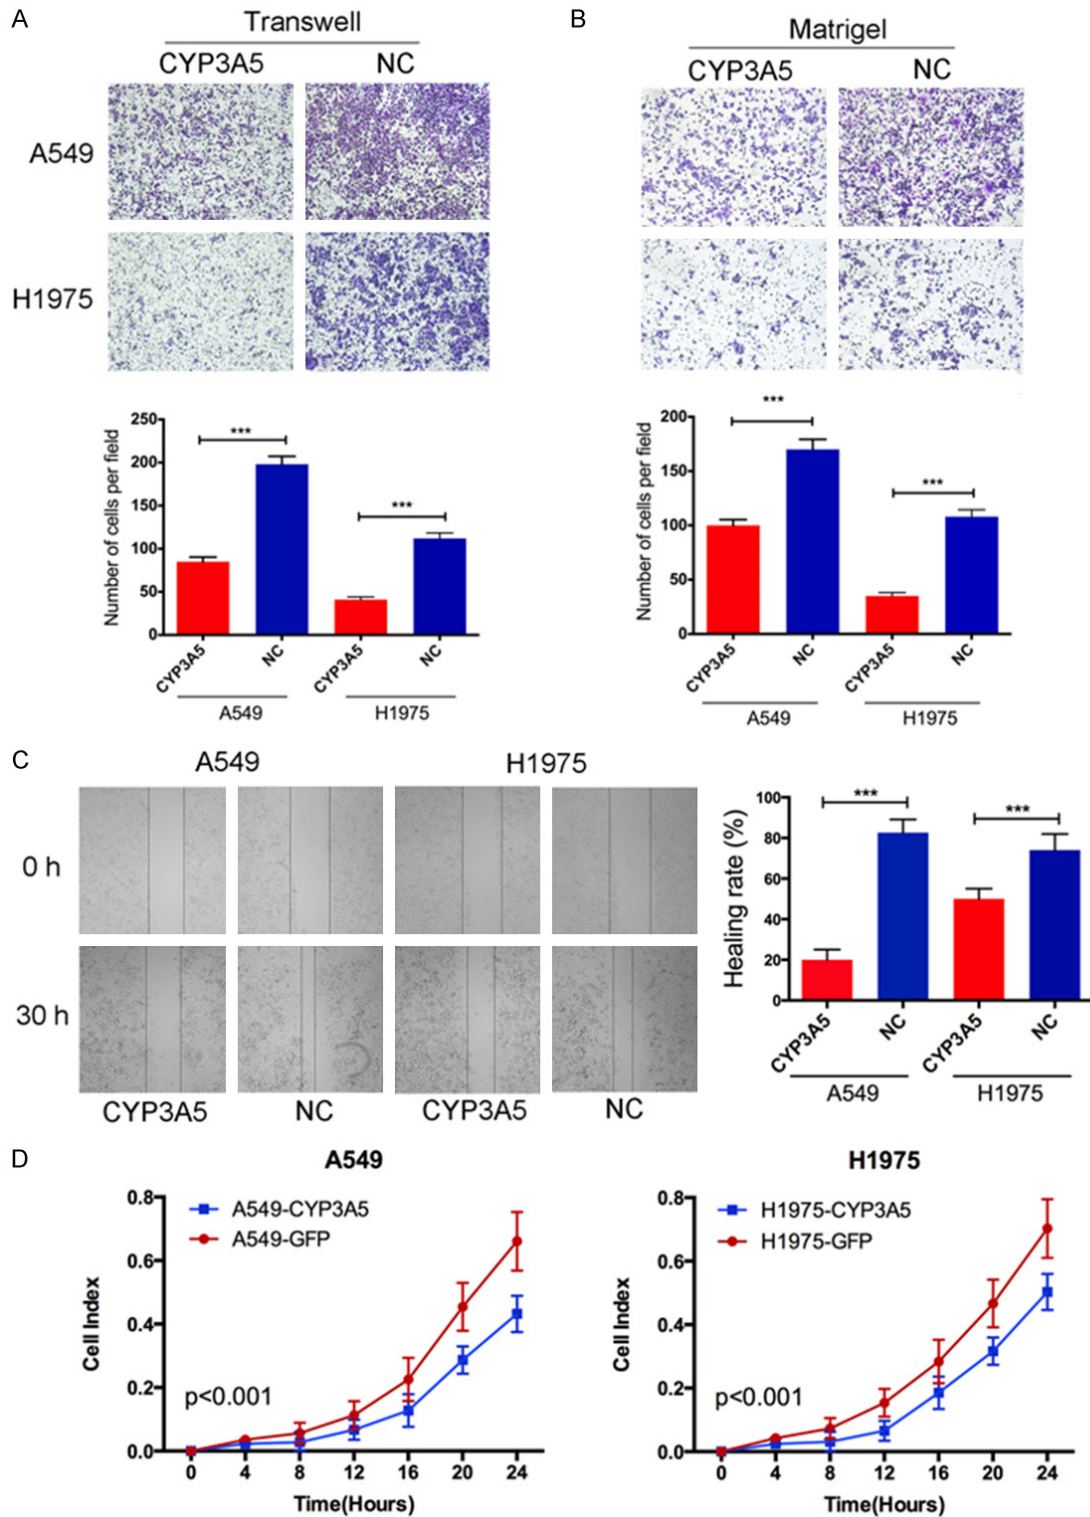 A
Transwell
CYP3A5 NC
A549
H1975
Number of cells per field
250
200
150
100
50
0
***
***
CYP3A5
NC
CYP3A5
NC
A549
H1975
B
Matrigel
CYP3A5 NC
Number of cells per field
200
150
100
50
0
***
***
CYP3A5
NC
CYP3A5
NC
A549
H1975
C
A549 H1975
0 h
30 h
CYP3A5 NC CYP3A5 NC
Healing rate (%)
100
80
60
40
20
0
***
***
CYP3A5
NC
CYP3A5
NC
A549
H1975
D
A549
Cell Index
0.8
0.6
0.4
0.2
0.0
A549-CYP3A5
A549-GFP
p<0.001
0 4 8 12 16 20 24
Time(Hours)
H1975
Cell Index
0.8
0.6
0.4
0.2
0.0
H1975-CYP3A5
H1975-GFP
p<0.001
0 4 8 12 16 20 24
Time(Hours)